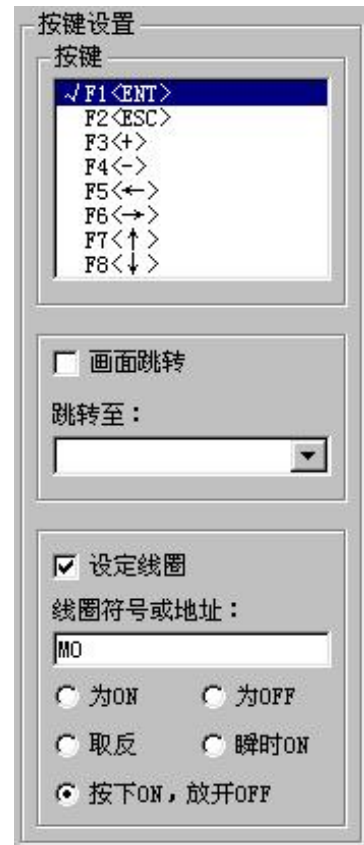 按键设置
按键
√F1<ENT>
F2<ESC>
F3<+>
F4<->
F5<←>
F6<→>
F7<↑>
F8<↓>
画面跳转
跳转至：
设定线圈
线圈符号或地址：
M0
为ON 为OFF
取反 瞬时ON
按下ON，放开OFF